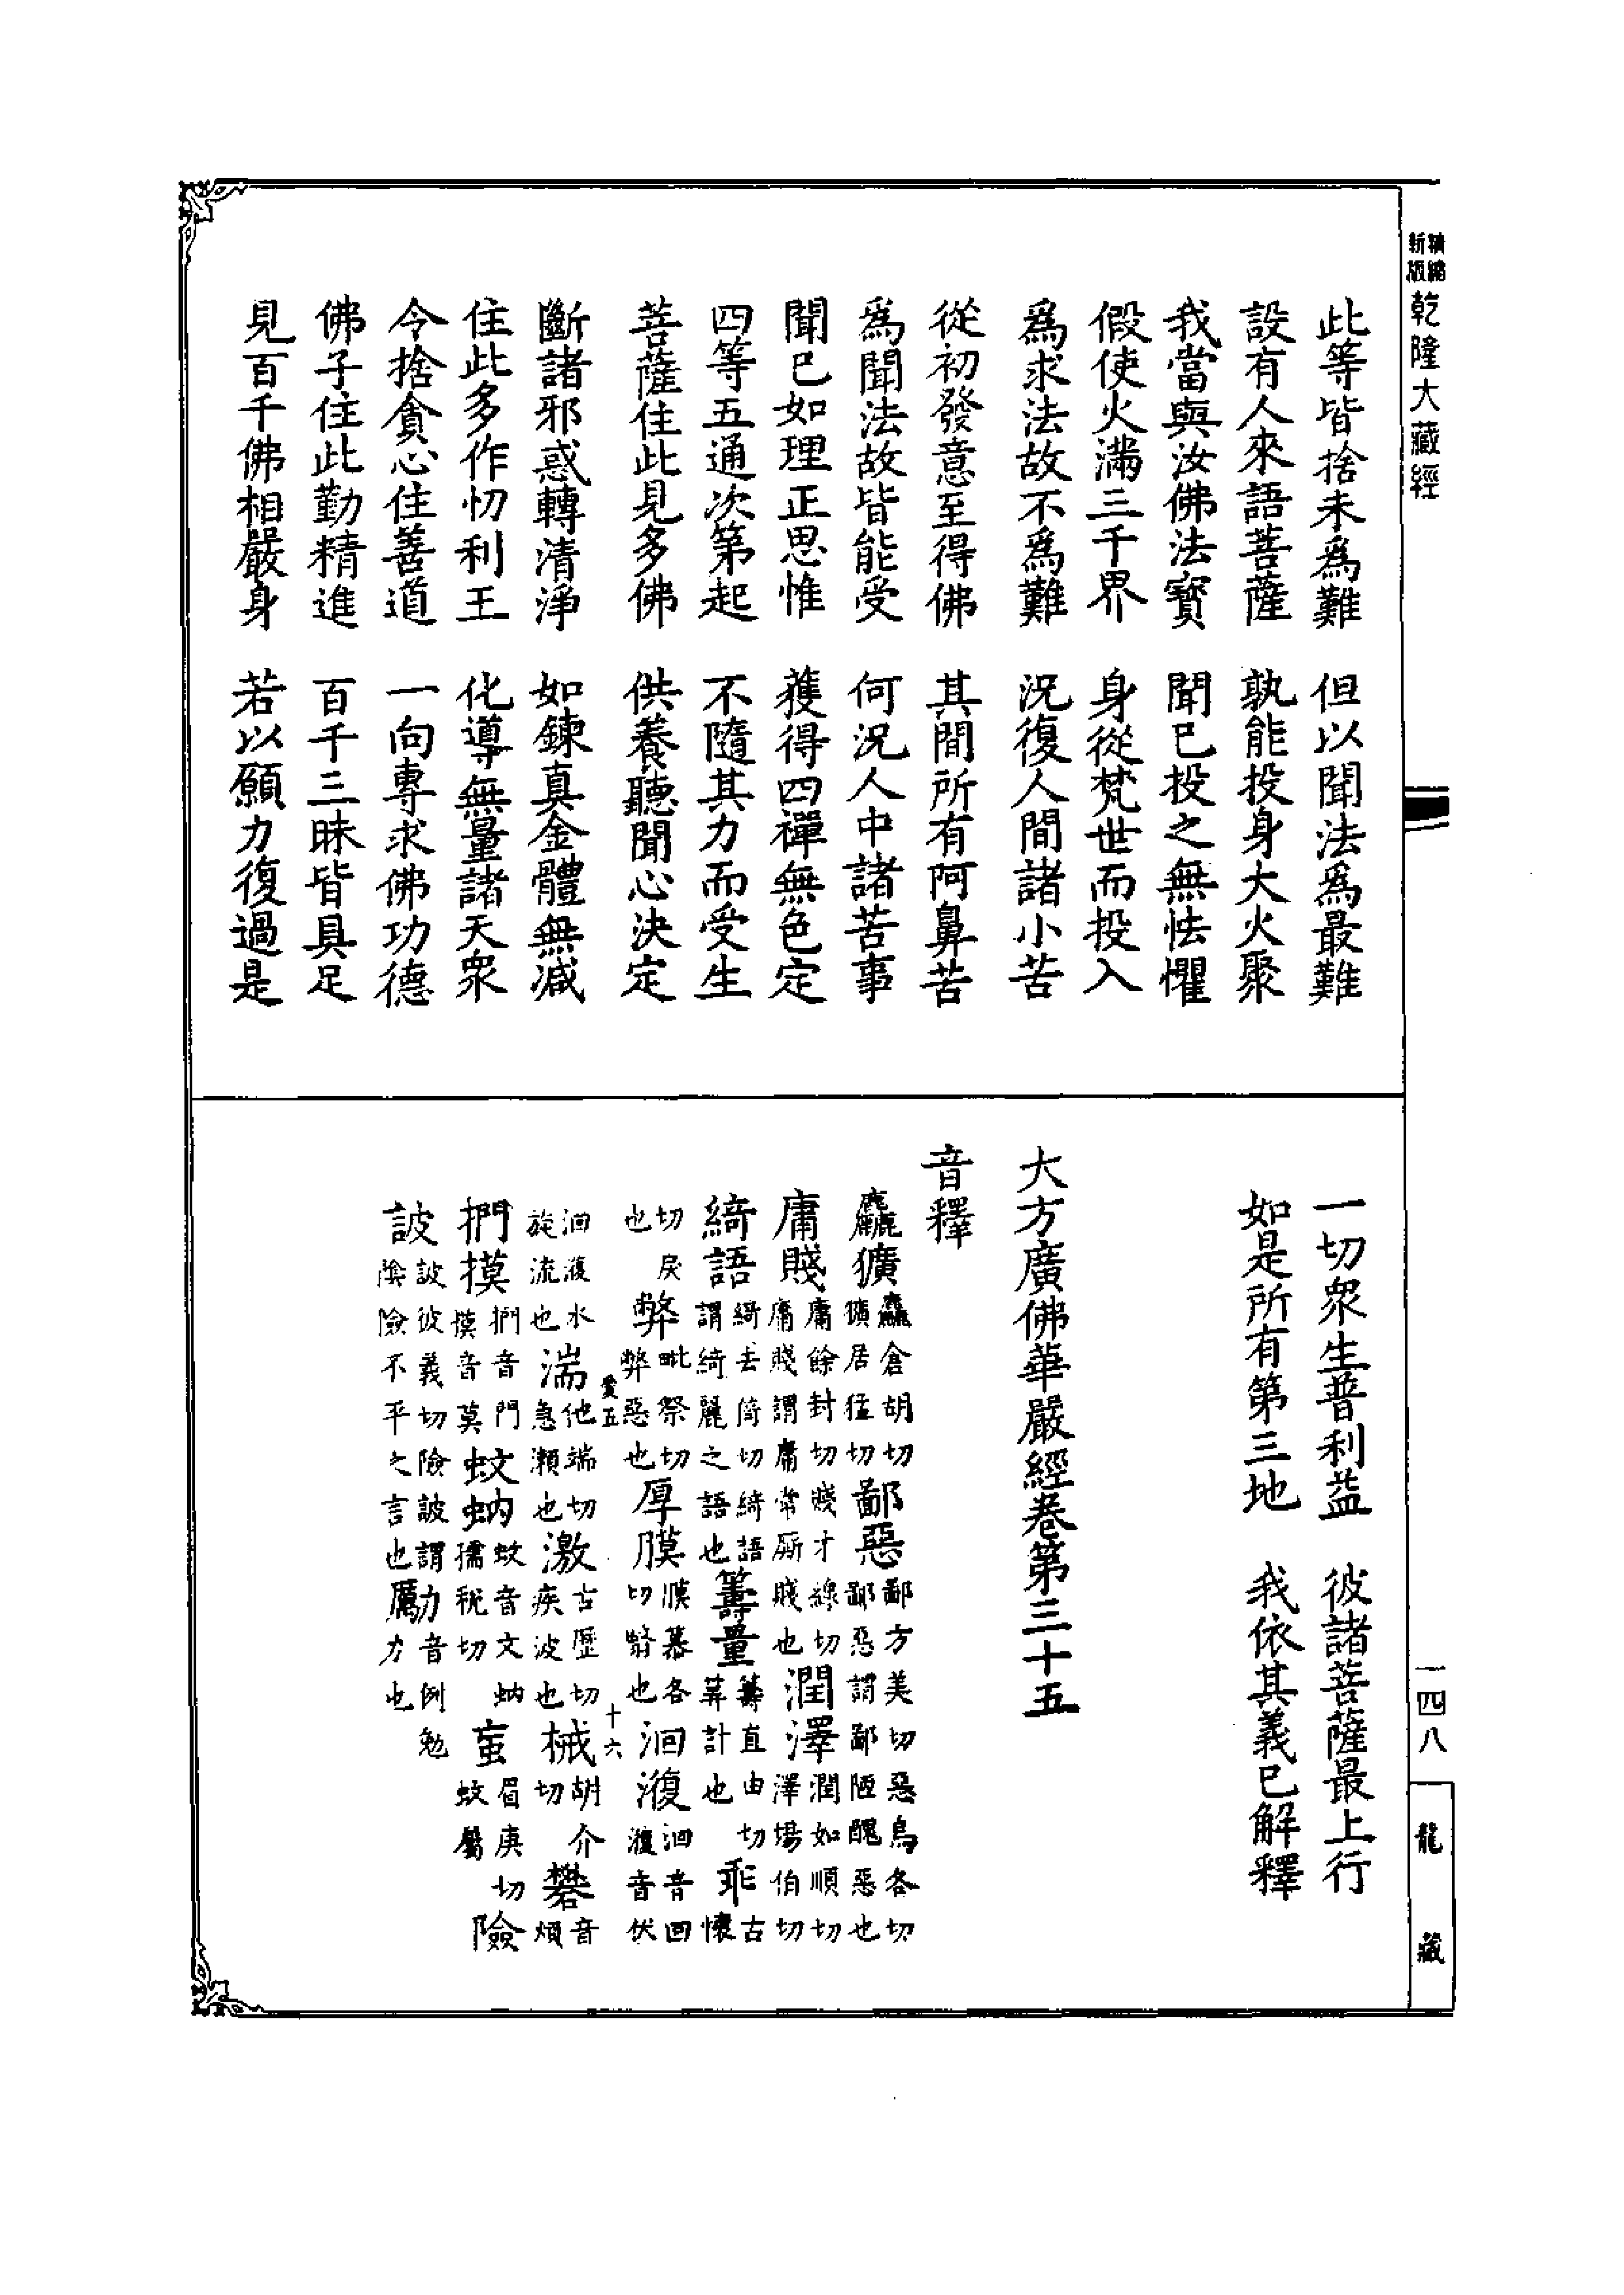 精縮新版乾隆大藏經
此等皆捨未為難 但以聞法為最難
設有人來語菩薩 孰能投身大火聚
我當與汝佛法寶 聞已投之無怯懼
假使火滿三千界 身從梵世而投入
為求法故不為難 況復人間諸小苦
從初發意至得佛 其間所有阿鼻苦
為聞法故皆能受 何況人中諸苦事
聞已如理正思惟 獲得四禪無色定
四等五通次第起 不隨其力而受生
菩薩住此見多佛 供養聽聞心決定
斷諸邪惑轉清淨 如鍊真金體無減
住此多作忉利王 化導無量諸天眾
令捨貪心住善道 一向專求佛功德
佛子住此勤精進 百千三昧皆具足
見百千佛相嚴身 若以願力復過是
一切眾生普利益 彼諸菩薩最上行
如是所有第三地 我依其義已解釋
大方廣佛華嚴經卷第三十五
音釋
麤獷 麤倉胡切獷居猛切 鄙惡 鄙方美切惡烏各切鄙惡謂鄙陋醜惡也
庸賤 庸餘封切賤才線切庸賤謂庸常厮賤也 潤澤 潤如順切澤塲伯切
綺語 綺去倚切綺語謂綺麗之語也 籌量 籌直由切筭計也 乖 古懷
切戾也 弊 毗祭切弊惡也 厚膜 膜慕各切䏶也 洄澓 洄音回澓音伏
洄澓水旋流也 湍 他端切急瀨也 激 古歷切疾波也 械 胡介切 礬 音煩
捫摸 捫音門摸音莫 蚊蚋 蚊音文蚋孺稅切 䖟 眉庚切蚊屬 險
詖 詖彼義切險詖謂險不平之言也 勵 音例勉力也
愛五
十六
一四八
龍藏